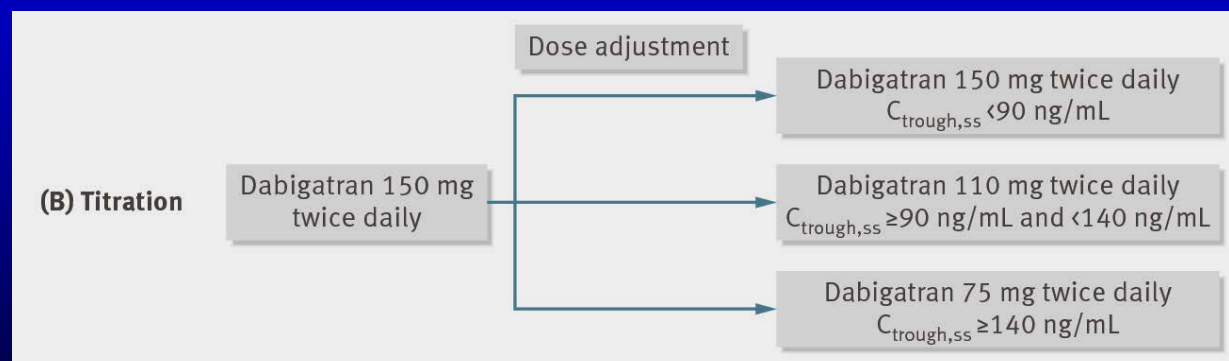 Dose adjustment
Dabigatran 150 mg twice daily
Ctrough,ss <90 ng/mL
(B) Titration
Dabigatran 150 mg
twice daily
Dabigatran 110 mg twice daily
Ctrough,ss ≥90 ng/mL and <140 ng/mL
Dabigatran 75 mg twice daily
Ctrough,ss ≥140 ng/mL